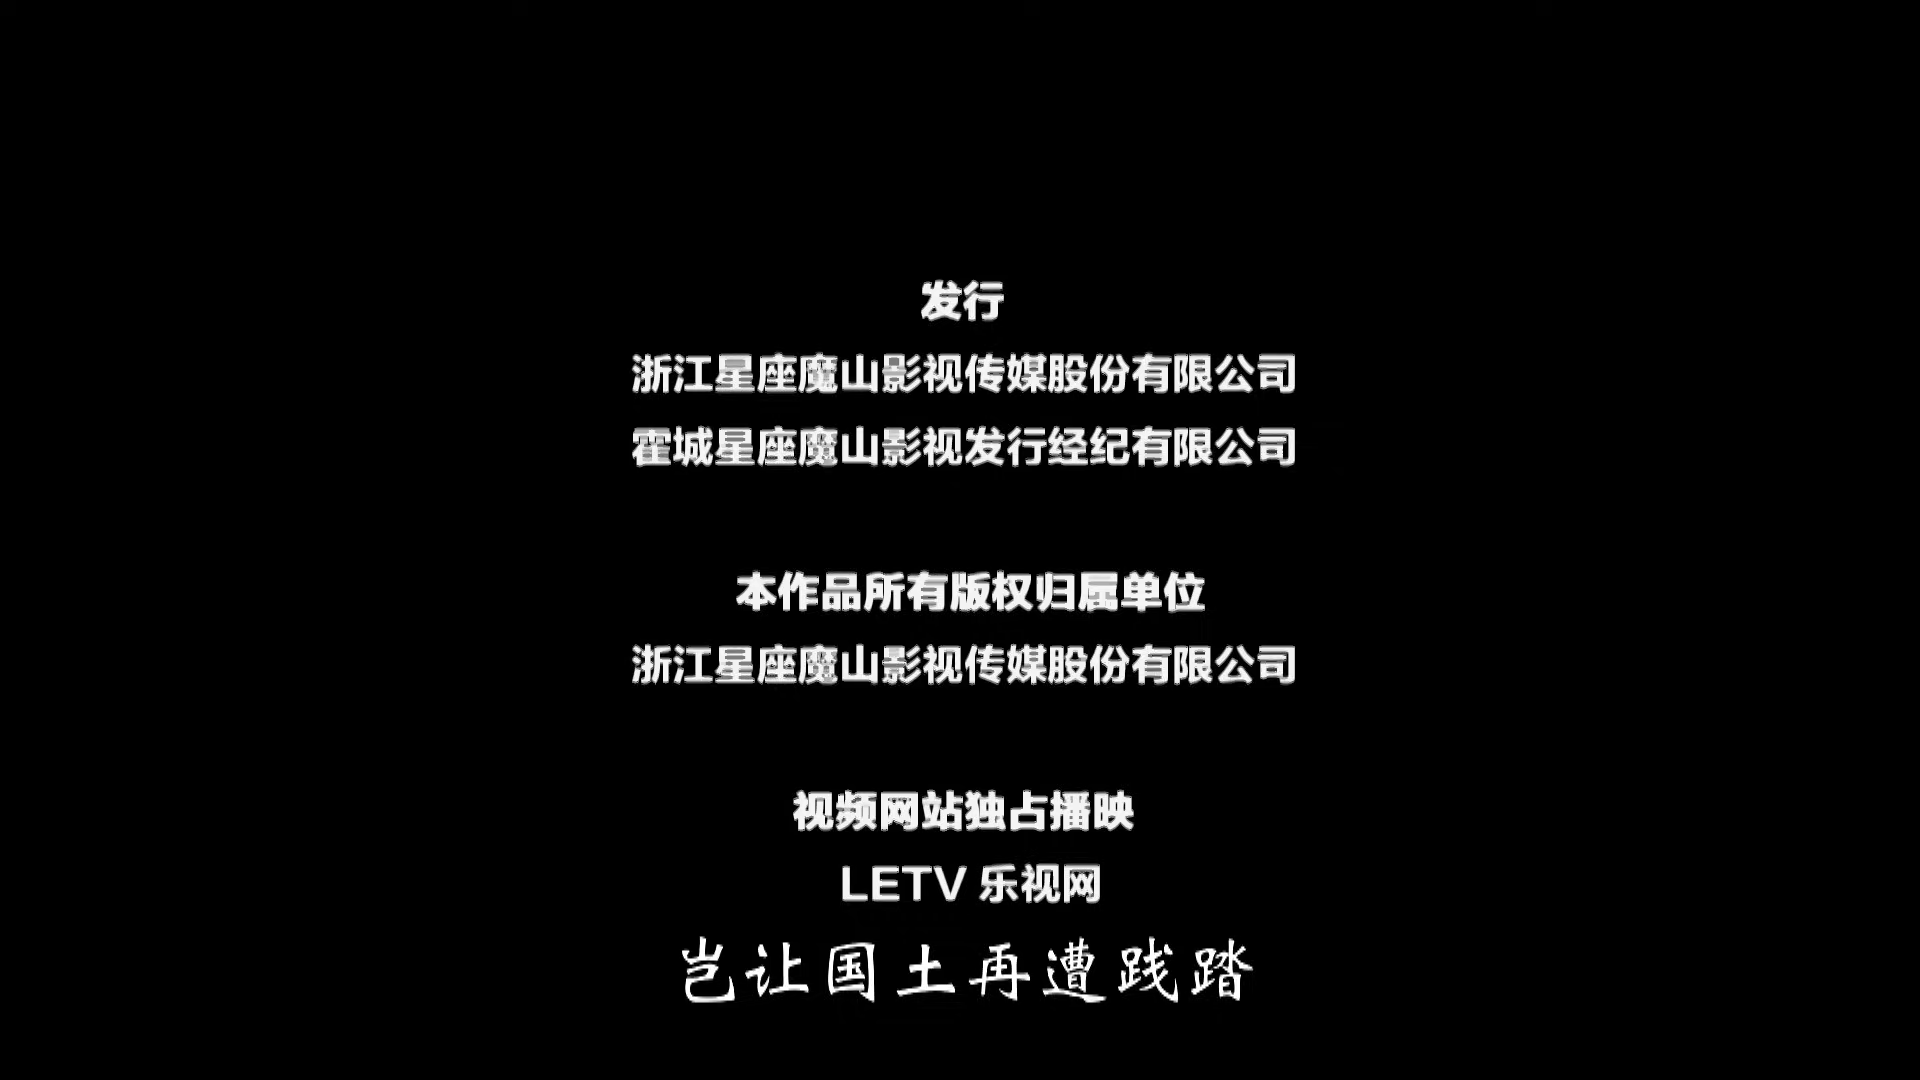 发行
浙江星座魔山影视传媒股份有限公司
霍城星座魔山影视发行经纪有限公司
本作品所有版权归属单位
浙江星座魔山影视传媒股份有限公司
视频网站独占播映
LETV 乐视网
岂让国土再遭践踏